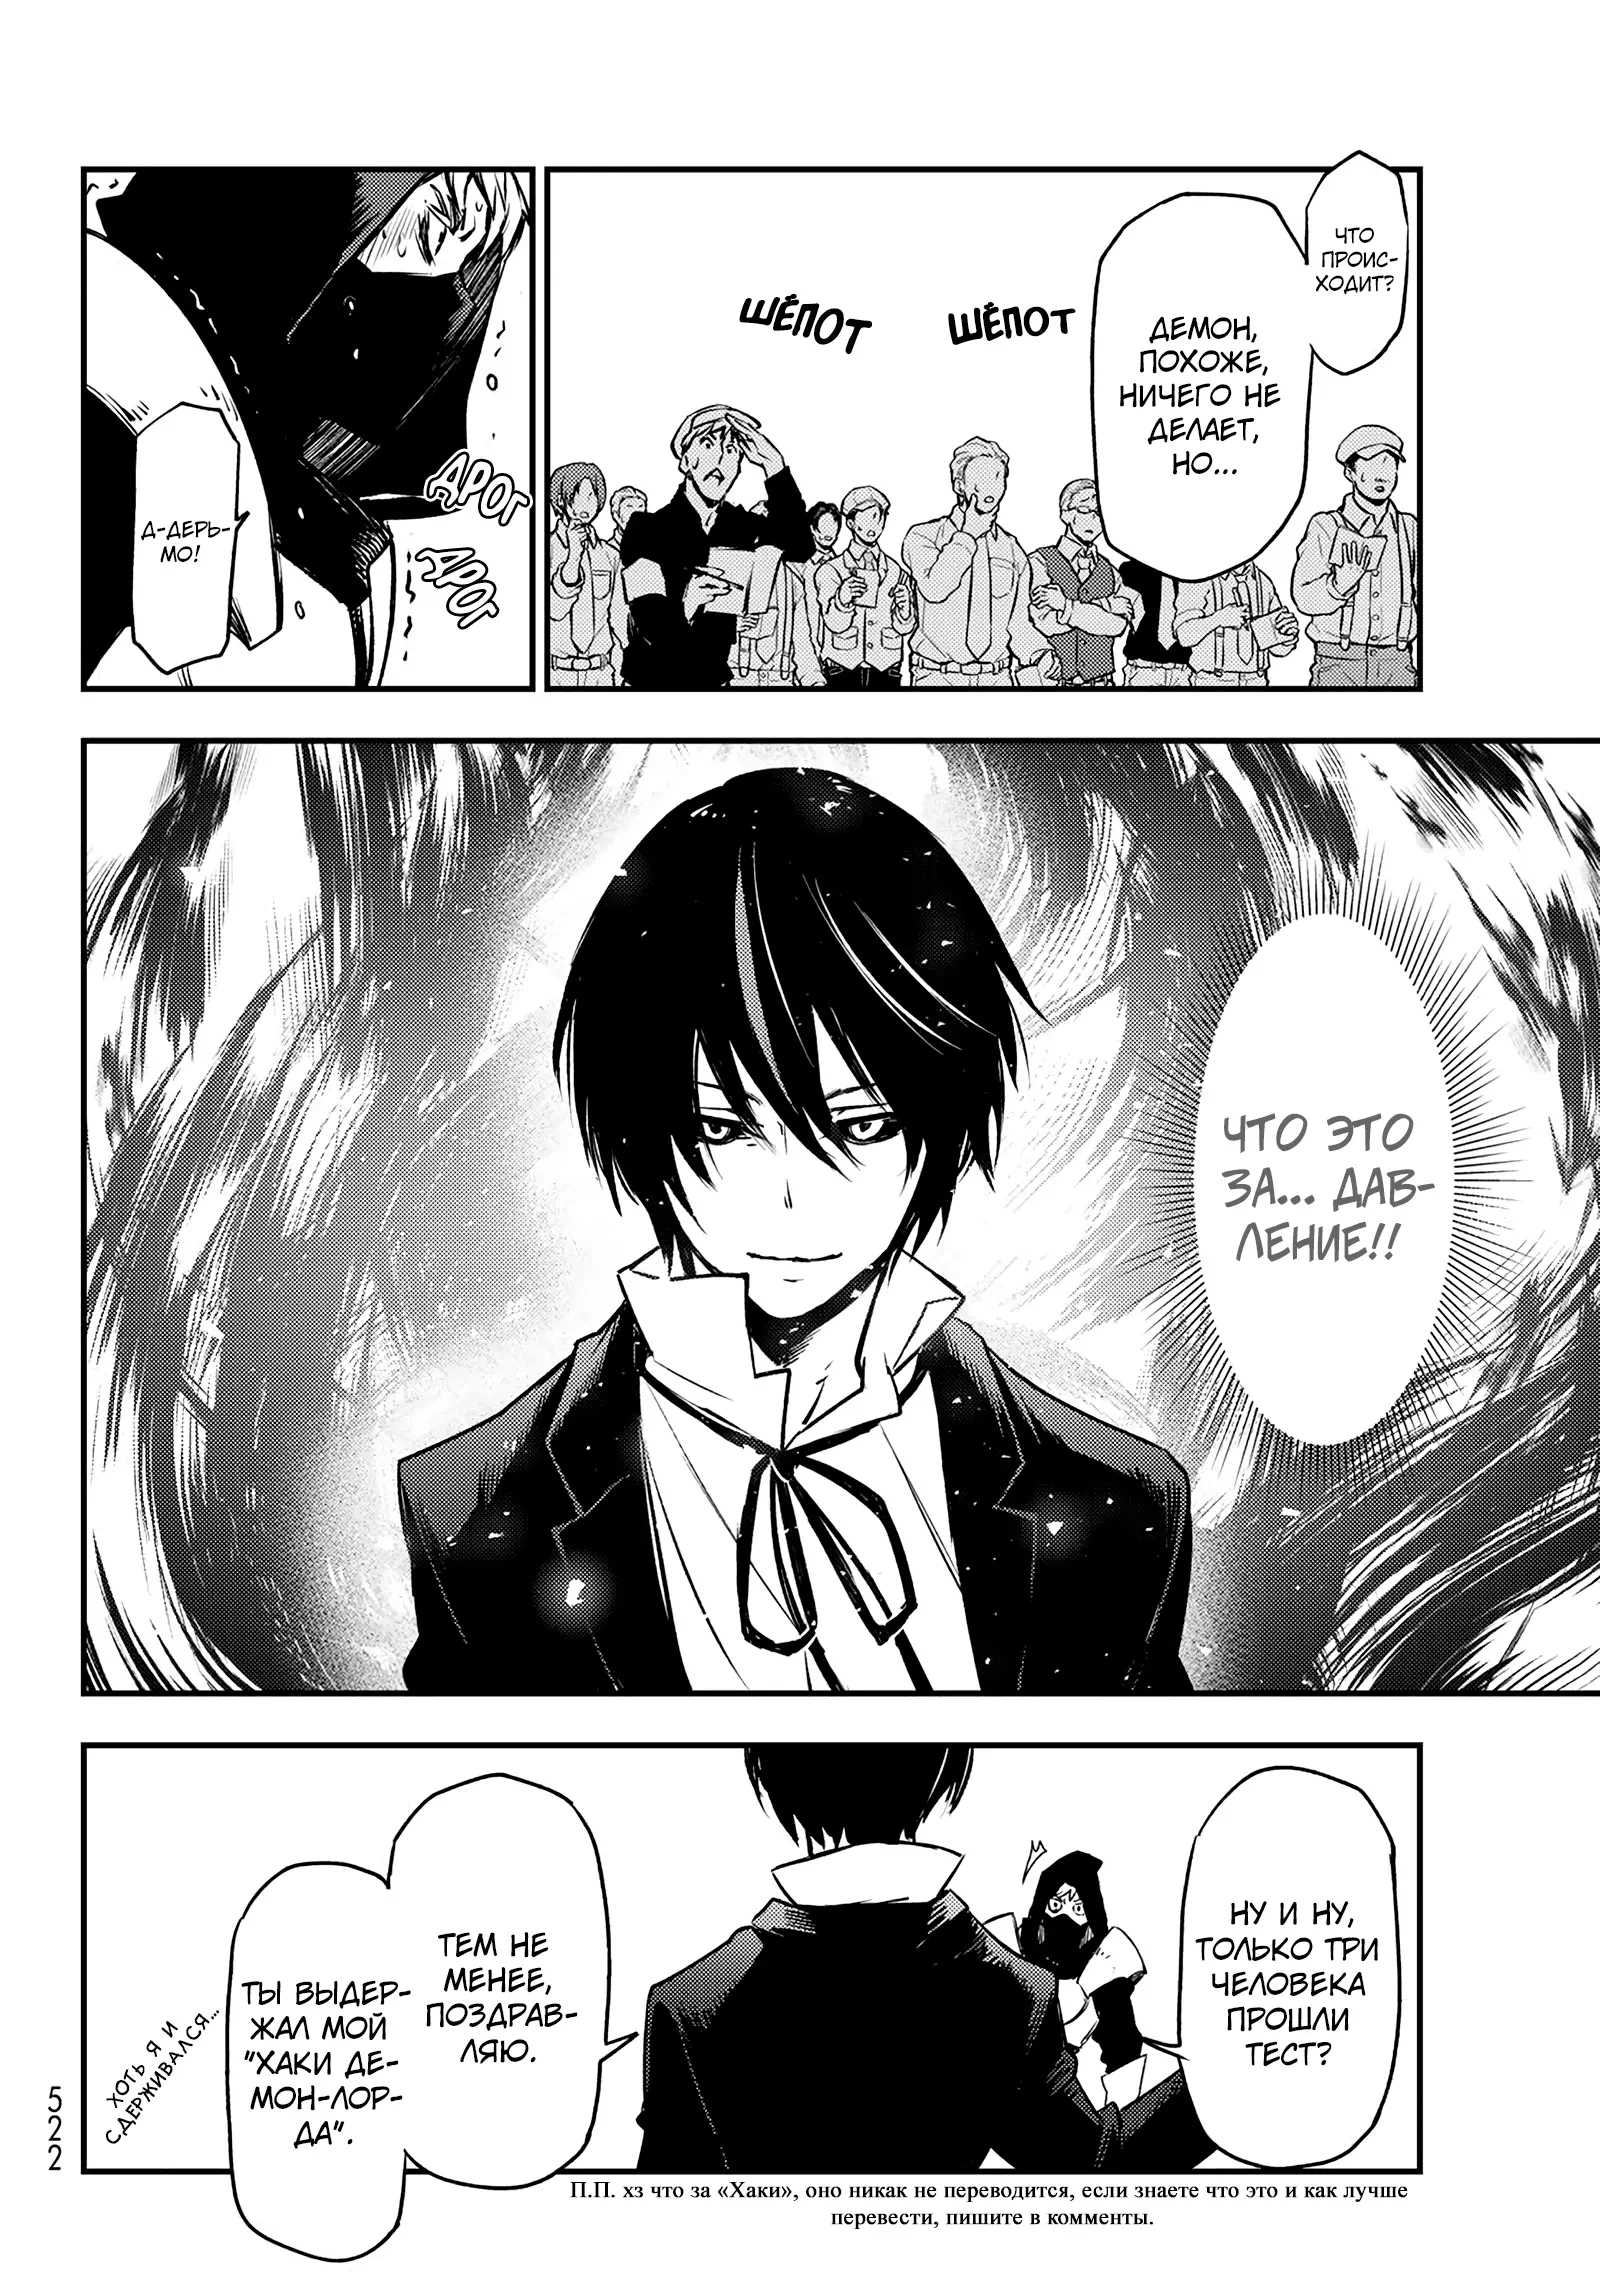 ЧТО
ПРОИС-
ХОДИТ?
ДЕМОН,
ПОХОЖЕ,
НИЧЕГО НЕ
ДЕЛАЕТ,
НО...
ШЁПОТ
ШЁПОТ
ДРОГ
ДРОГ
Д-ДЕРЬ-
МО!
ЧТО ЭТО
ЗА... ДАВ-
ЛЕНИЕ!!
НУ И НУ,
ТОЛЬКО ТРИ
ЧЕЛОВЕКА
ПРОШЛИ
ТЕСТ?
ТЕМ НЕ
МЕНЕЕ,
ПОЗДРАВ-
ЛЯЮ.
ТЫ ВЫДЕР-
ЖАЛ МОЙ
"ХАКИ ДЕ-
МОН-ЛОР-
ДА".
ХОТЬ Я И
СДЕРЖИВАЛСЯ...
522
П.П. хз что за «Хаки», оно никак не переводится, если знаете что это и как лучше
перевести, пишите в комменты.